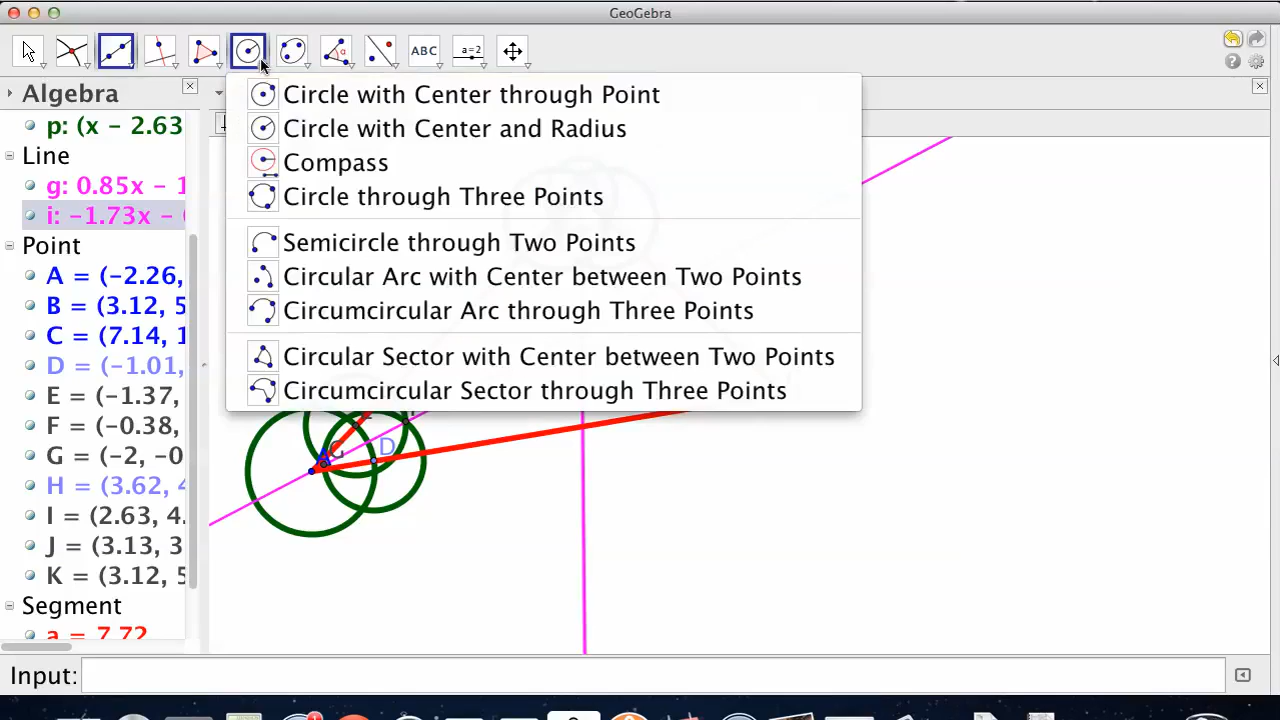 GeoGebra
ABC
a=2
Algebra
p: (x – 2.63
Line
g: 0.85x – 1
i: –1.73x –
Point
A = (–2.26,
B = (3.12, 5
C = (7.14, 1
D = (–1.01,
E = (–1.37,
F = (–0.38,
G = (–2, –0
H = (3.62, 4
I = (2.63, 4.
J = (3.13, 3
K = (3.12, 5
Segment
a = 7.72
Circle with Center through Point
Circle with Center and Radius
Compass
Circle through Three Points
Semicircle through Two Points
Circular Arc with Center between Two Points
Circumcircular Arc through Three Points
Circular Sector with Center between Two Points
Circumcircular Sector through Three Points
G
D
Input: